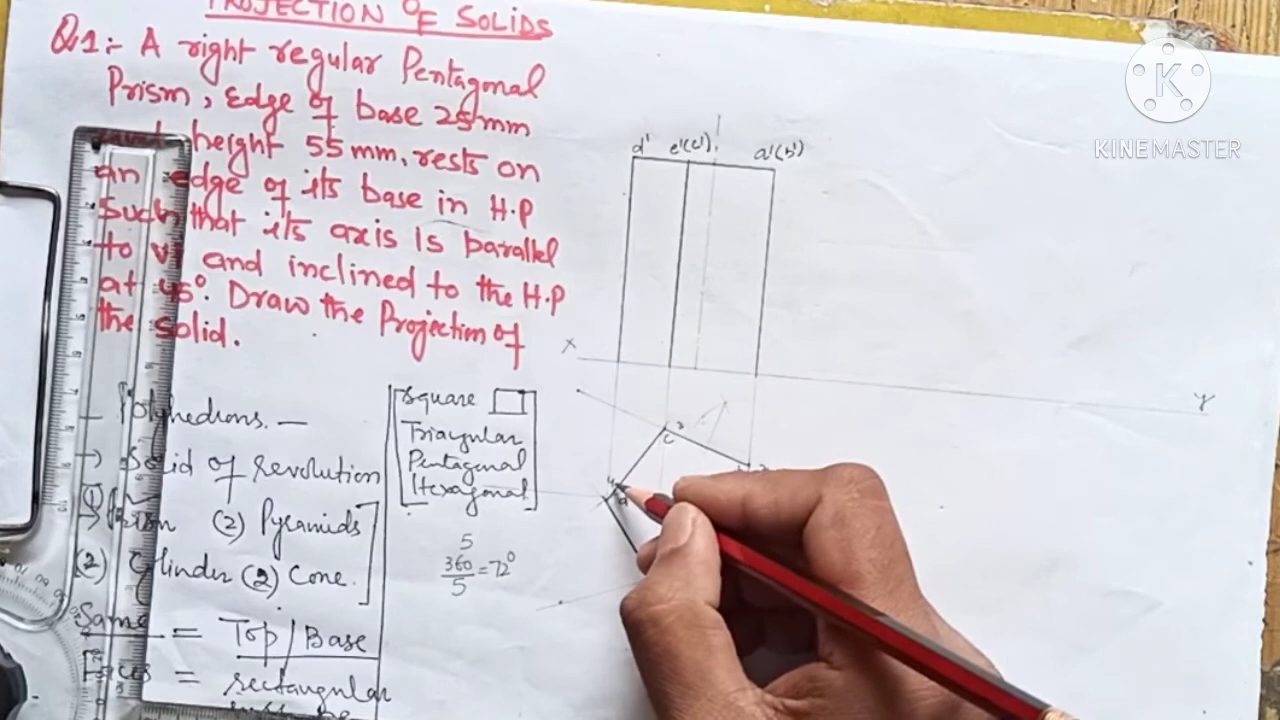 PROJECTION OF SOLIDS
Q.1:- A right regular Pentagonal
Prism, Edge of base 25mm
height 55mm, rests on
an edge of its base in H.P
Such that its axis is parallel
to and inclined to the H.P
at 45°. Draw the Projection of
the solid.
d' e'(c') a'(b')
X
Y
c
Polyhedrons.
Solid of revolution
(1) (2) Pyramids
(2) Cylinder (2) Cone.
Same = Top/Base
Faces = rectangular
Square
Triaylular
Pentagonal
Hexagonal
5
360/5=72°
K
KINEMASTER